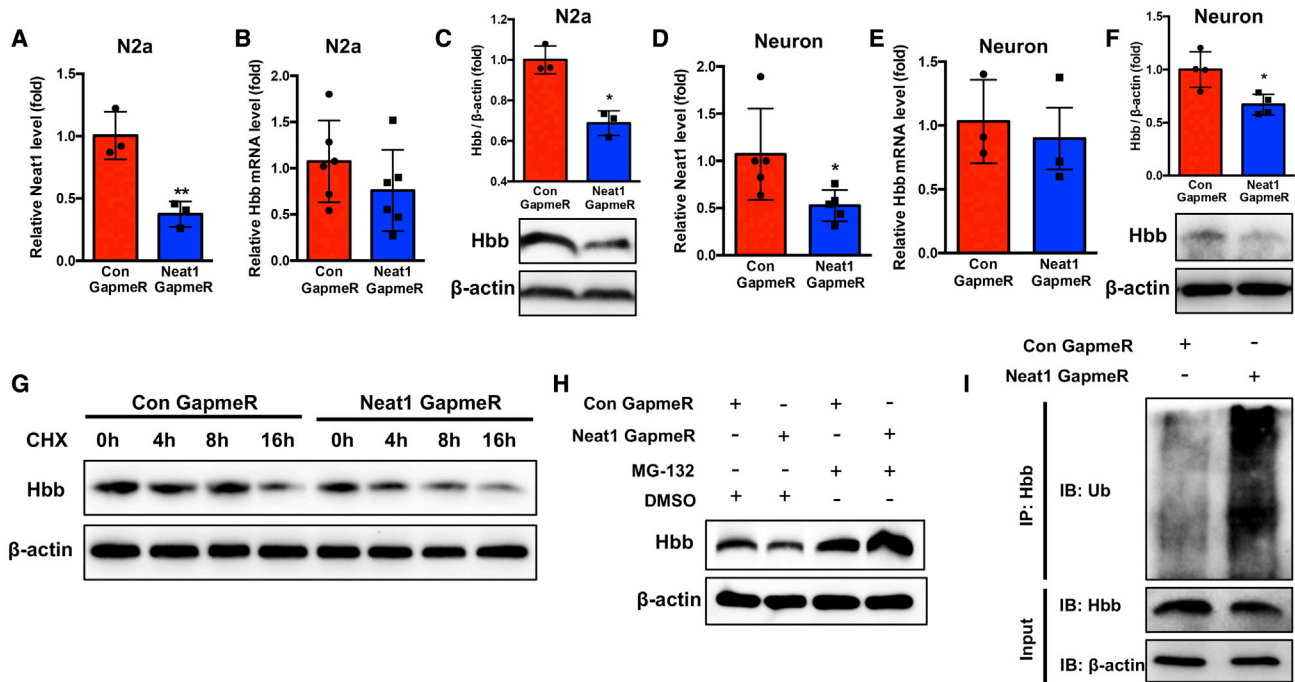 A
N2a
Relative Neat1 level (fold)
1.5
1.0
0.5
0.0
**
Con GapmeR
Neat1 GapmeR
B
N2a
Relative Hbb mRNA level (fold)
2.0
1.5
1.0
0.5
0.0
Con GapmeR
Neat1 GapmeR
C
N2a
Hbb / β-actin (fold)
1.2
1.0
0.8
0.6
0.4
*
Con GapmeR
Neat1 GapmeR
Hbb
β-actin
D
Neuron
Relative Neat1 level (fold)
2.0
1.5
1.0
0.5
0.0
*
Con GapmeR
Neat1 GapmeR
E
Neuron
Relative Hbb mRNA level (fold)
1.5
1.0
0.5
0.0
Con GapmeR
Neat1 GapmeR
F
Neuron
Hbb / β-actin (fold)
1.5
1.0
0.5
0.0
*
Con GapmeR
Neat1 GapmeR
Hbb
β-actin
G
Con GapmeR Neat1 GapmeR
CHX 0h 4h 8h 16h 0h 4h 8h 16h
Hbb
β-actin
H
Con GapmeR + - + -
Neat1 GapmeR - + - +
MG-132 - - + +
DMSO + + - -
Hbb
β-actin
I
Con GapmeR + -
Neat1 GapmeR - +
IP: Hbb
IB: Ub
Input
IB: Hbb
IB: β-actin